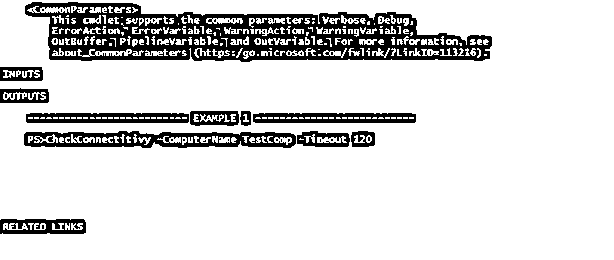 <CommonParameters>
This cmdlet supports the common parameters: Verbose, Debug,
ErrorAction, ErrorVariable, WarningAction, WarningVariable,
OutBuffer, PipelineVariable, and OutVariable. For more information, see
about_CommonParameters (https:/go.microsoft.com/fwlink/?LinkID=113216).
INPUTS
OUTPUTS
-------------------------- EXAMPLE 1 --------------------------
PS>CheckConnectitivy -ComputerName TestComp -Timeout 120
RELATED LINKS